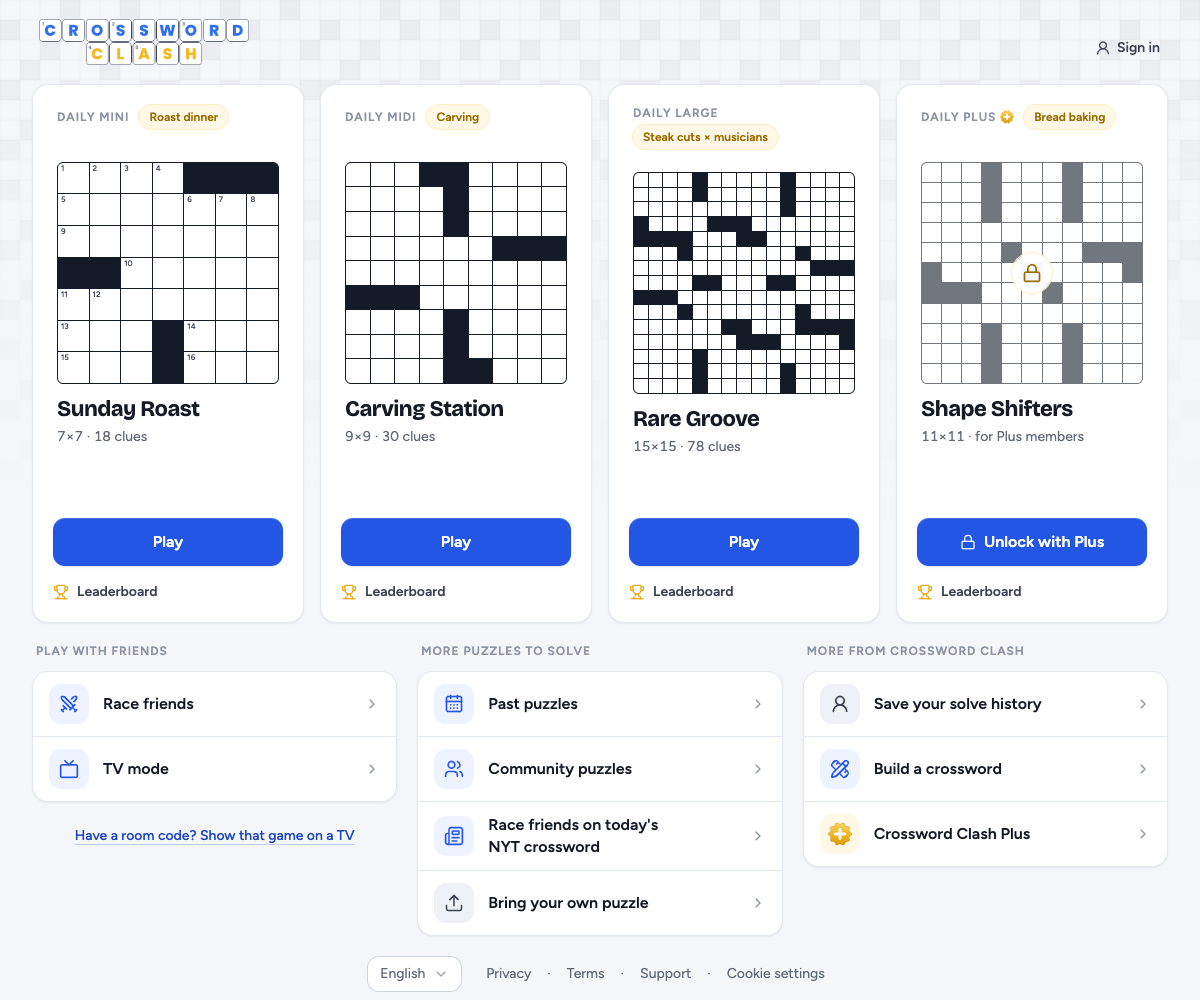 CROSSWORD
CLASH
Sign in
DAILY MINI Roast dinner
1 2 3 4
5 6 7 8
9
10
11 12
13 14
15 16
Sunday Roast
7×7 · 18 clues
Play
Leaderboard
DAILY MIDI Carving
Carving Station
9×9 · 30 clues
Play
Leaderboard
DAILY LARGE
Steak cuts × musicians
Rare Groove
15×15 · 78 clues
Play
Leaderboard
DAILY PLUS Bread baking
Shape Shifters
11×11 · for Plus members
Unlock with Plus
Leaderboard
PLAY WITH FRIENDS
Race friends
TV mode
Have a room code? Show that game on a TV
MORE PUZZLES TO SOLVE
Past puzzles
Community puzzles
Race friends on today's
NYT crossword
Bring your own puzzle
MORE FROM CROSSWORD CLASH
Save your solve history
Build a crossword
Crossword Clash Plus
English Privacy · Terms · Support · Cookie settings